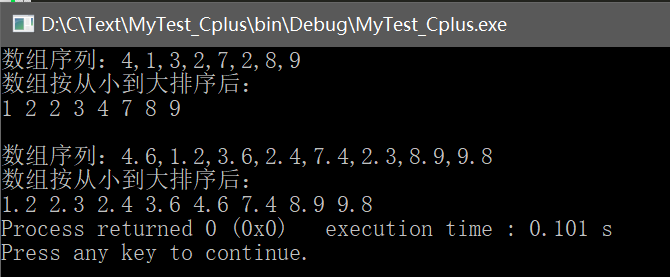 D:\C\Text\MyTest_Cplus\bin\Debug\MyTest_Cplus.exe
数组序列：4,1,3,2,7,2,8,9
数组按从小到大排序后：
1 2 2 3 4 7 8 9
数组序列：4.6,1.2,3.6,2.4,7.4,2.3,8.9,9.8
数组按从小到大排序后：
1.2 2.3 2.4 3.6 4.6 7.4 8.9 9.8
Process returned 0 (0x0)   execution time : 0.101 s
Press any key to continue.